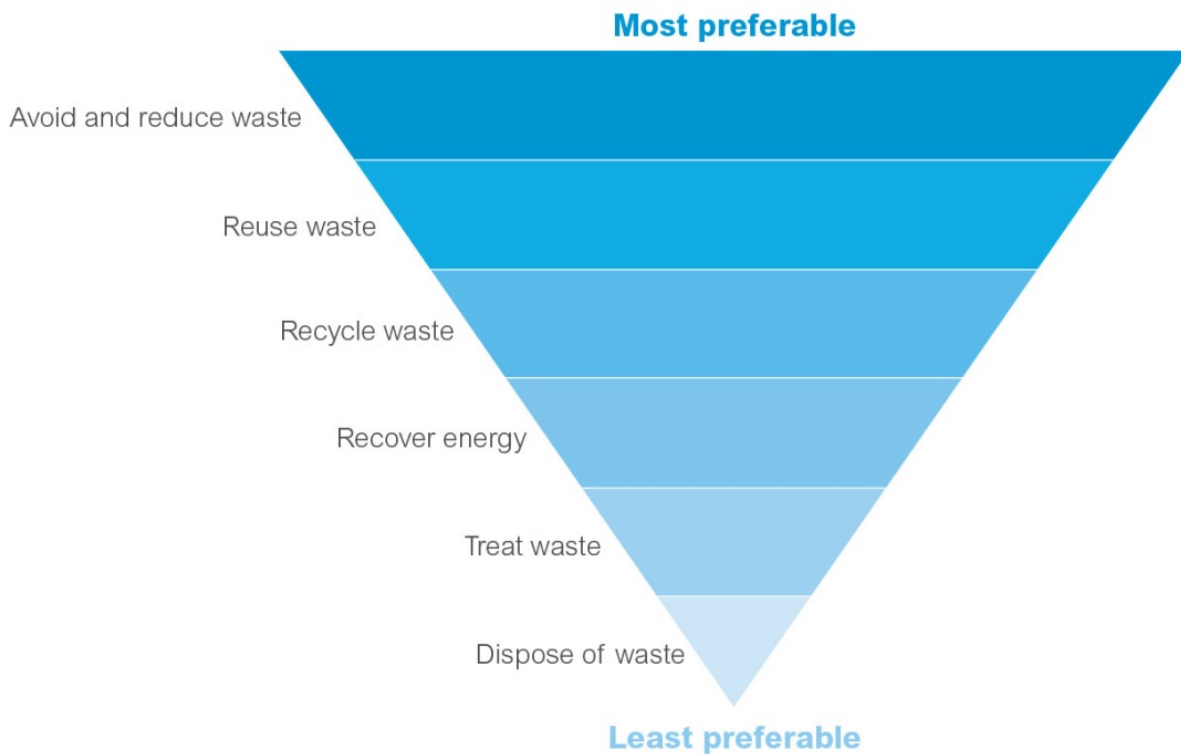 Most preferable
Avoid and reduce waste
Reuse waste
Recycle waste
Recover energy
Treat waste
Dispose of waste
Least preferable